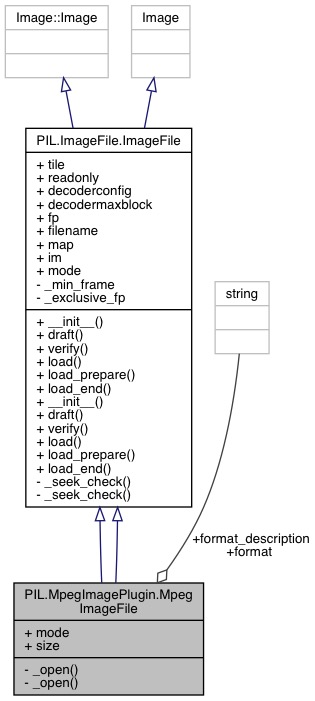 Image::Image
Image
PIL.ImageFile.ImageFile
+ tile
+ readonly
+ decoderconfig
+ decodermaxblock
+ fp
+ filename
+ map
+ im
+ mode
- _min_frame
- _exclusive_fp
+ __init__()
+ draft()
+ verify()
+ load()
+ load_prepare()
+ load_end()
+ __init__()
+ draft()
+ verify()
+ load()
+ load_prepare()
+ load_end()
- _seek_check()
- _seek_check()
string
+format_description
+format
PIL.MpegImagePlugin.Mpeg
ImageFile
+ mode
+ size
- _open()
- _open()